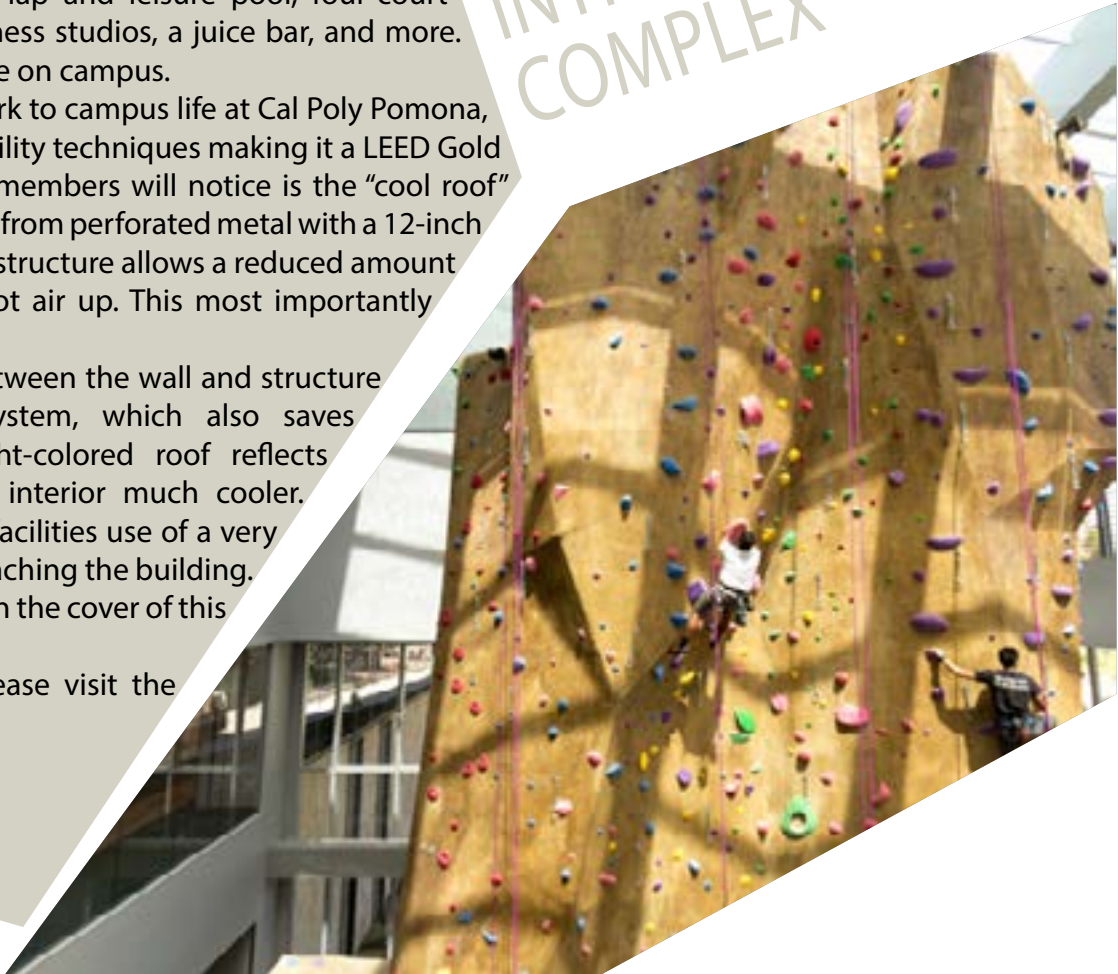 lap and leisure pool, four court
ness studios, a juice bar, and more.
e on campus.
rk to campus life at Cal Poly Pomona,
ility techniques making it a LEED Gold
members will notice is the “cool roof”
from perforated metal with a 12-inch
structure allows a reduced amount
ot air up. This most importantly
tween the wall and structure
ystem, which also saves
ht-colored roof reflects
interior much cooler.
acilities use of a very
aching the building.
n the cover of this
ease visit the
COMPLEX